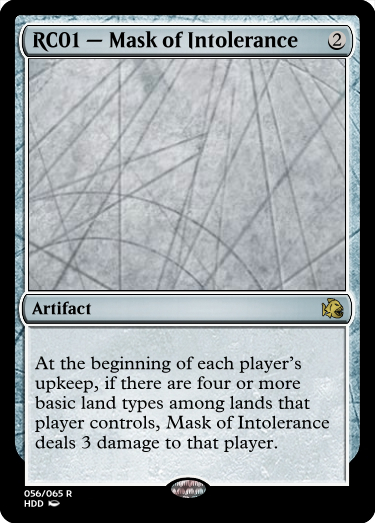 RC01 — Mask of Intolerance 2
Artifact
At the beginning of each player's
upkeep, if there are four or more
basic land types among lands that
player controls, Mask of Intolerance
deals 3 damage to that player.
056/065 R
HDD